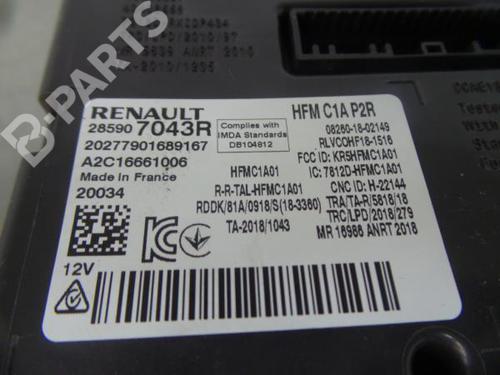 RENAULT
HFM C1A P2R
28590 7043R
Complies with
IMDA Standards
DB104812
08260-18-02149
RLVCOHF18-1516
20277901689167
FCC ID: KR5HFMC1A01
A2C16661006
HFMC1A01
IC: 7812D-HFMC1A01
Made in France
R-R-TAL-HFMC1A01
CNC ID: H-22144
20034
RDDK/81A/0918/S(18-3360)
TRA/TA-R/5818/18
TRC/LPD/2018/279
TA-2018/1043
MR 16986 ANRT 2018
12V
B-PARTS